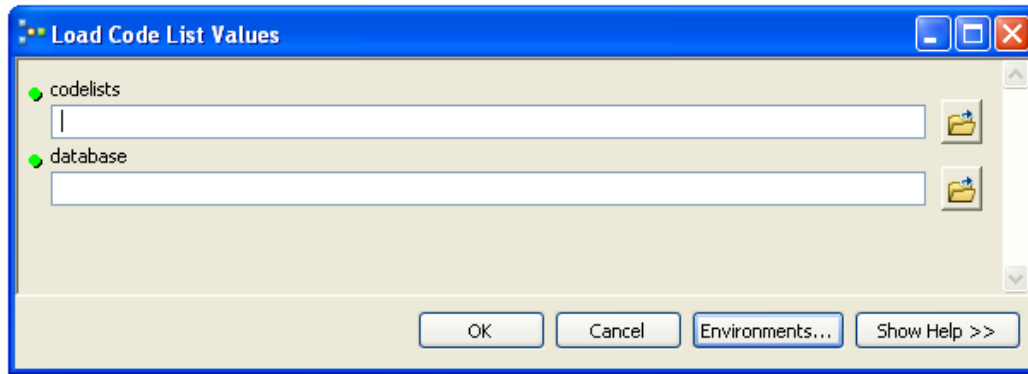 Load Code List Values
codelists
database
OK Cancel Environments... Show Help >>